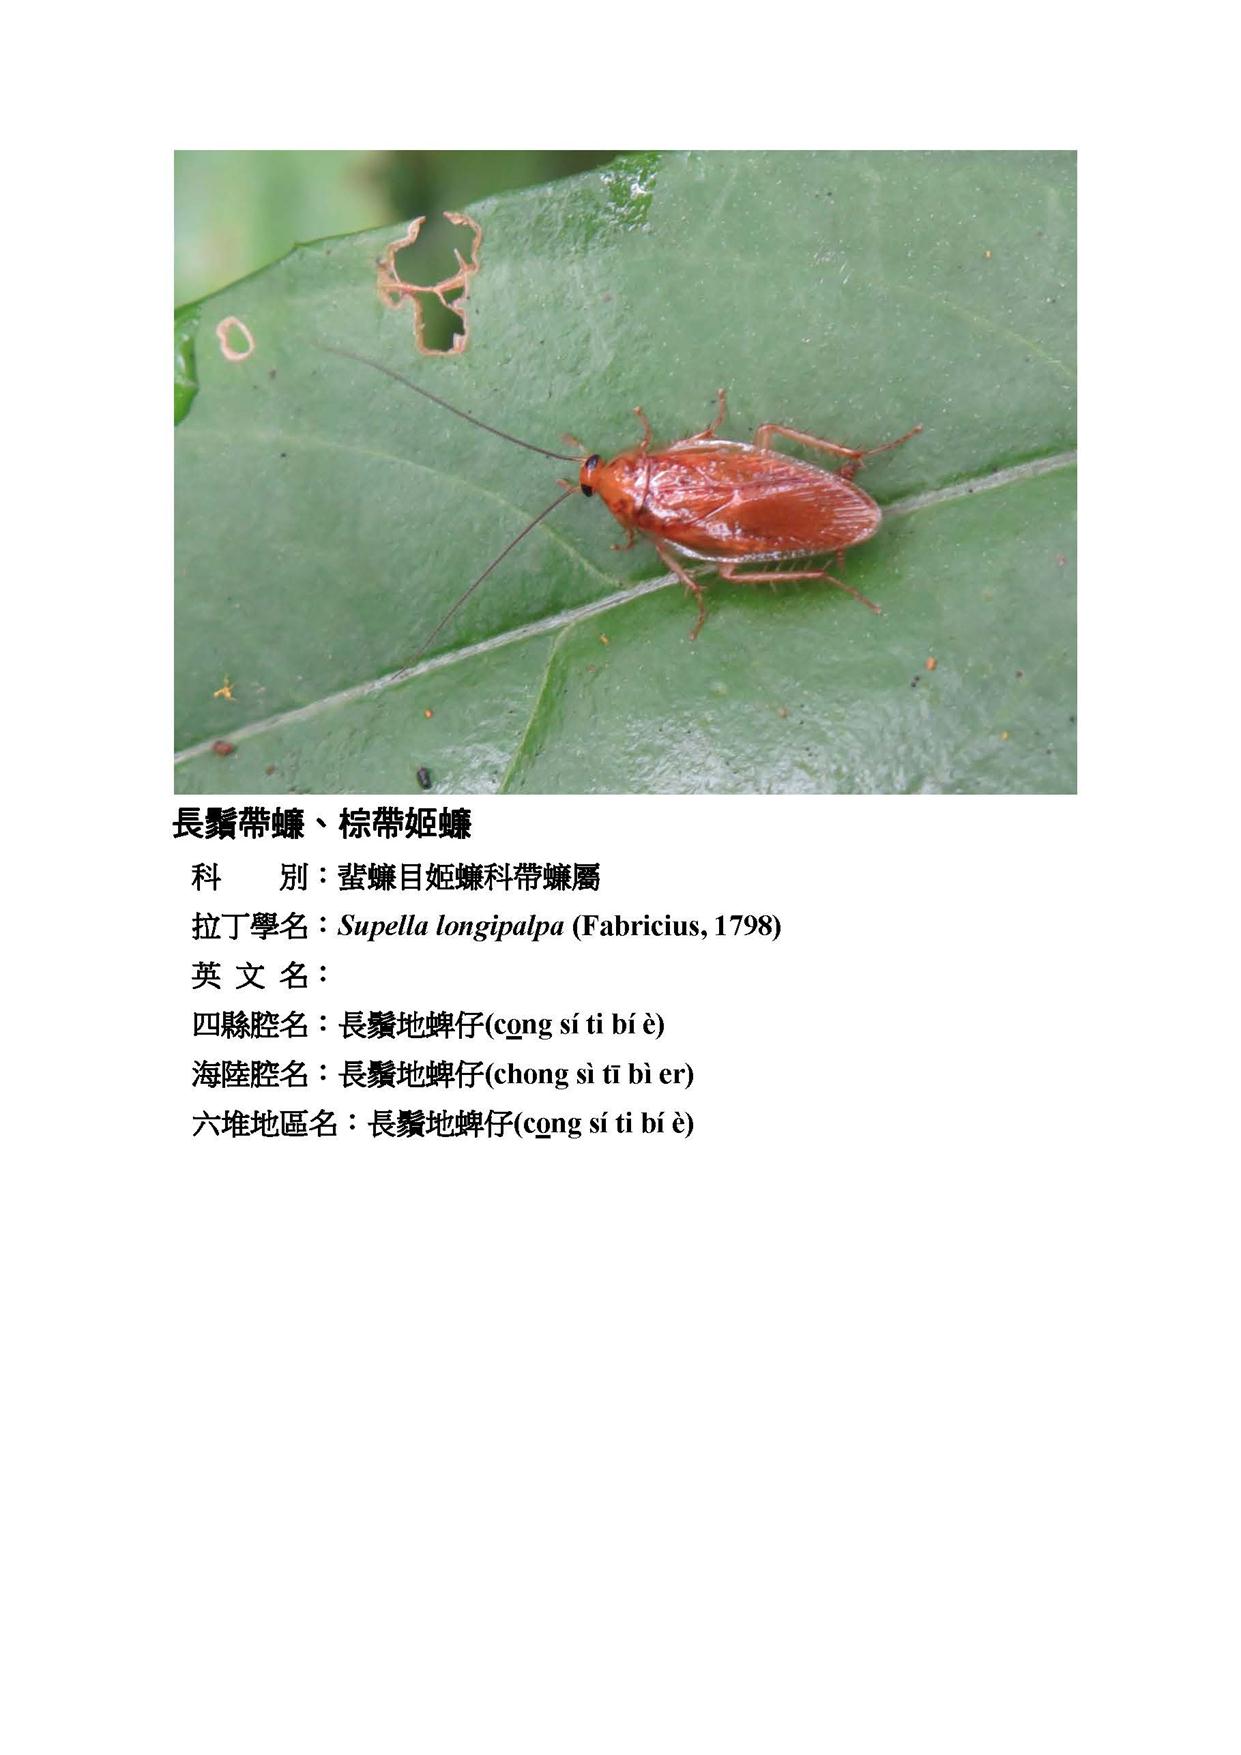 長鬚帶蠊、棕帶姬蠊
科　　別：蜚蠊目姬蠊科帶蠊屬
拉丁學名：Supella longipalpa (Fabricius, 1798)
英 文 名：
四縣腔名：長鬚地蜱仔(cong sí ti bí è)
海陸腔名：長鬚地蜱仔(chong sì tī bì er)
六堆地區名：長鬚地蜱仔(cong sí ti bí è)